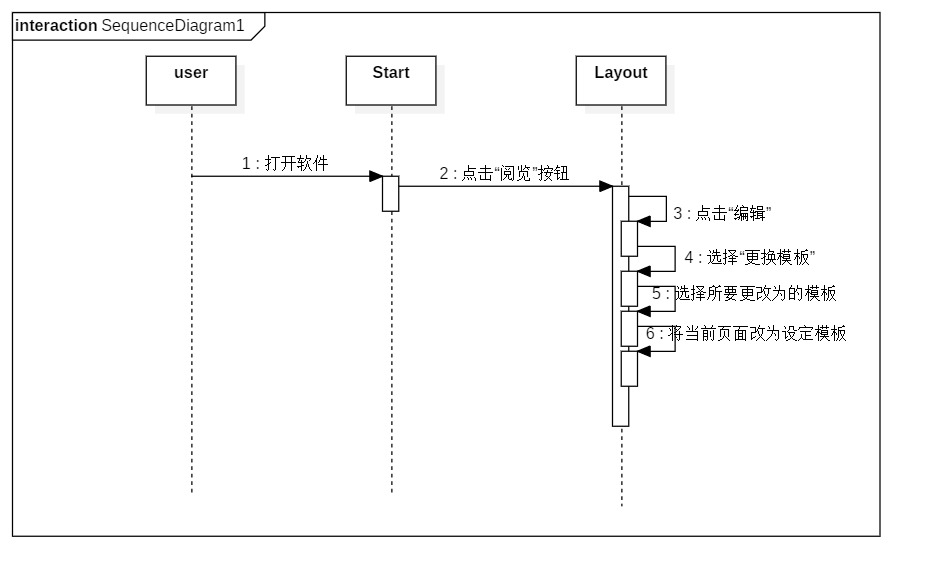 interaction SequenceDiagram1
user
Start
Layout
1 : 打开软件
2 : 点击“阅览”按钮
3 : 点击“编辑”
4 : 选择“更换模板”
5 : 选择所要更改为的模板
6 : 将当前页面改为设定模板